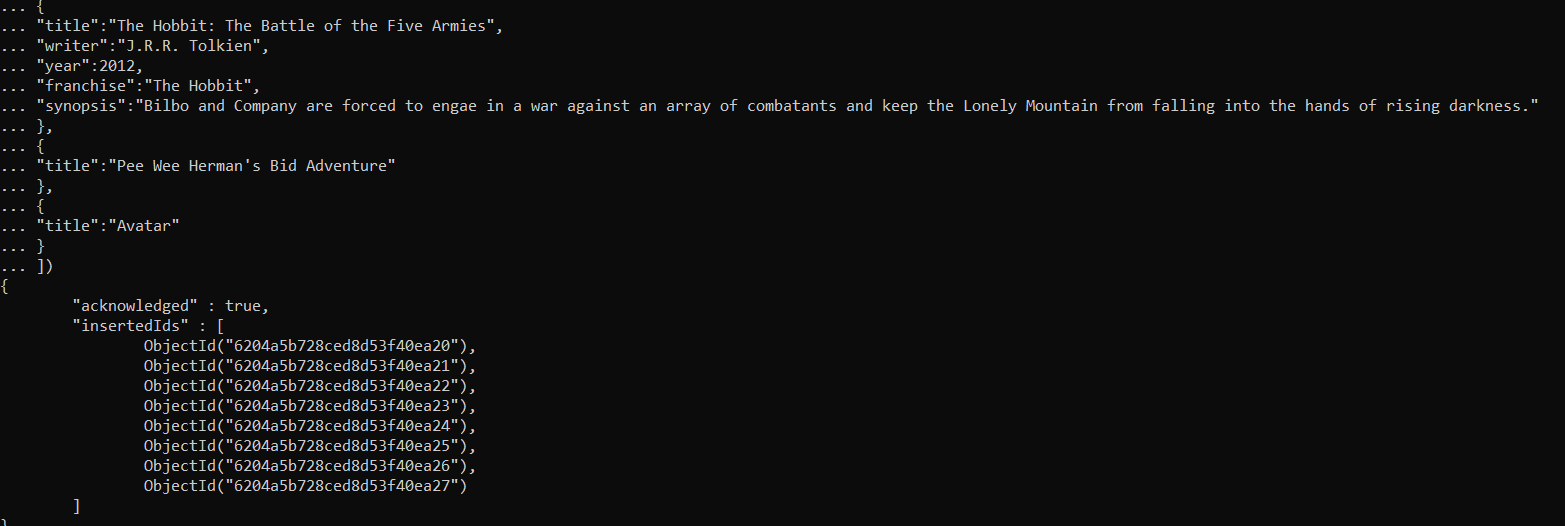 ... {
... "title":"The Hobbit: The Battle of the Five Armies",
... "writer":"J.R.R. Tolkien",
... "year":2012,
... "franchise":"The Hobbit",
... "synopsis":"Bilbo and Company are forced to engae in a war against an array of combatants and keep the Lonely Mountain from falling into the hands of rising darkness."
... },
... {
... "title":"Pee Wee Herman's Bid Adventure"
... },
... {
... "title":"Avatar"
... }
... ])
{
        "acknowledged" : true,
        "insertedIds" : [
                ObjectId("6204a5b728ced8d53f40ea20"),
                ObjectId("6204a5b728ced8d53f40ea21"),
                ObjectId("6204a5b728ced8d53f40ea22"),
                ObjectId("6204a5b728ced8d53f40ea23"),
                ObjectId("6204a5b728ced8d53f40ea24"),
                ObjectId("6204a5b728ced8d53f40ea25"),
                ObjectId("6204a5b728ced8d53f40ea26"),
                ObjectId("6204a5b728ced8d53f40ea27")
        ]
}